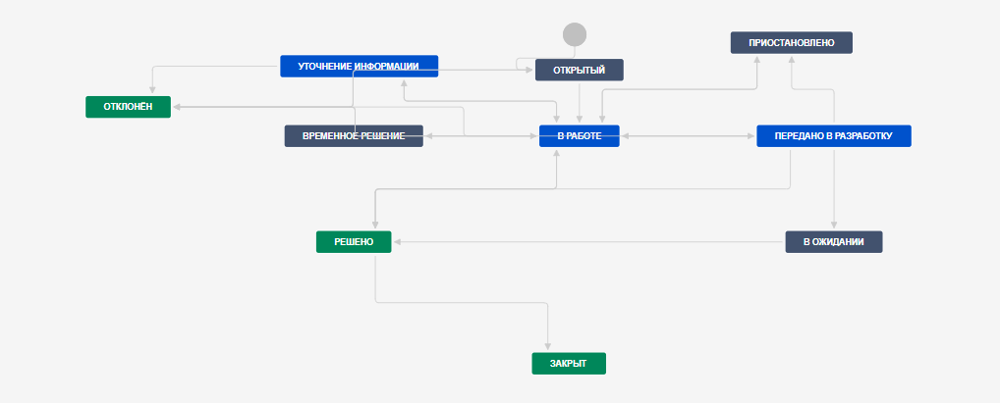 ПРИОСТАНОВЛЕНО
УТОЧНЕНИЕ ИНФОРМАЦИИ
ОТКРЫТЫЙ
ОТКЛОНЁН
ВРЕМЕННОЕ РЕШЕНИЕ
В РАБОТЕ
ПЕРЕДАНО В РАЗРАБОТКУ
РЕШЕНО
В ОЖИДАНИИ
ЗАКРЫТ